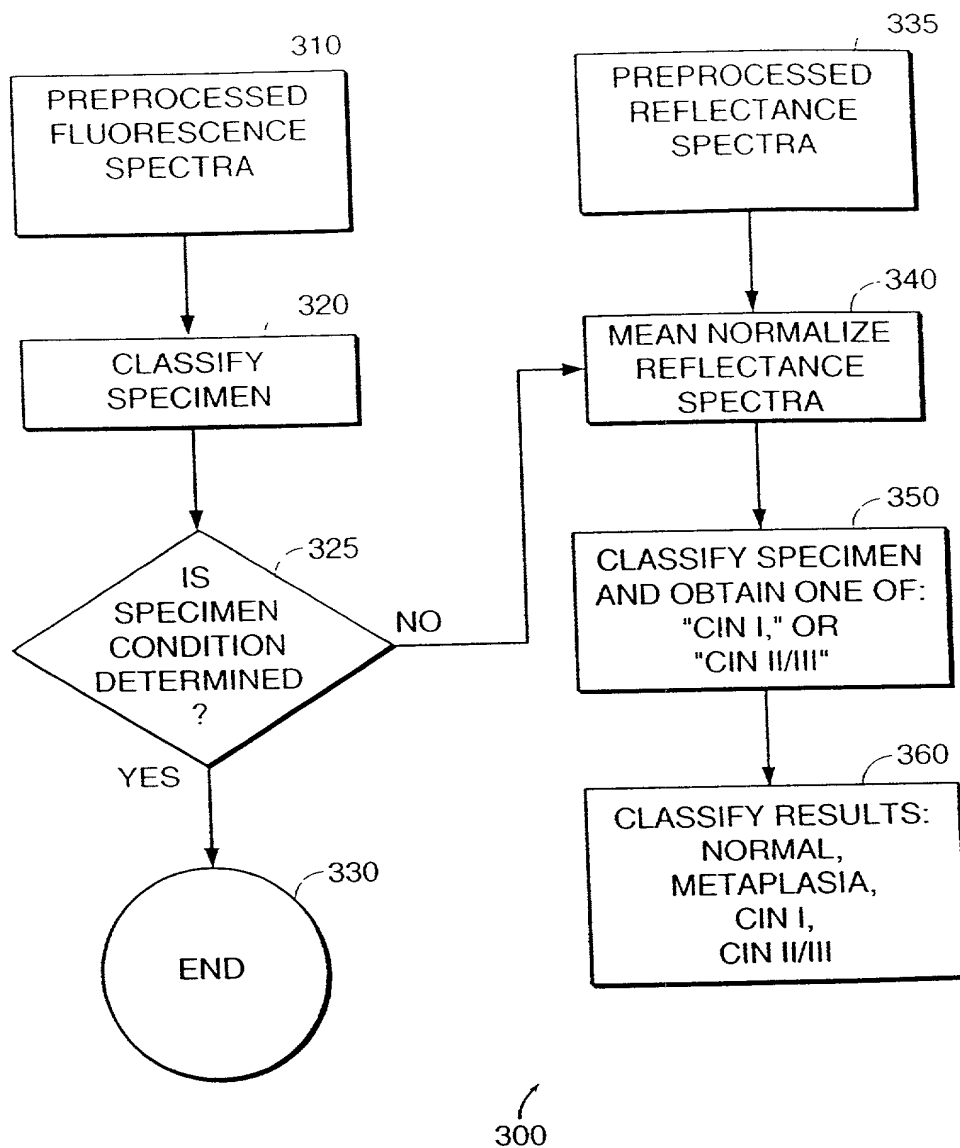 310
PREPROCESSED
FLUORESCENCE
SPECTRA
320
CLASSIFY
SPECIMEN
325
IS
SPECIMEN
CONDITION
DETERMINED
?
NO
YES
330
END
335
PREPROCESSED
REFLECTANCE
SPECTRA
340
MEAN NORMALIZE
REFLECTANCE
SPECTRA
350
CLASSIFY SPECIMEN
AND OBTAIN ONE OF:
"CIN I," OR
"CIN II/III"
360
CLASSIFY RESULTS:
NORMAL,
METAPLASIA,
CIN I,
CIN II/III
300